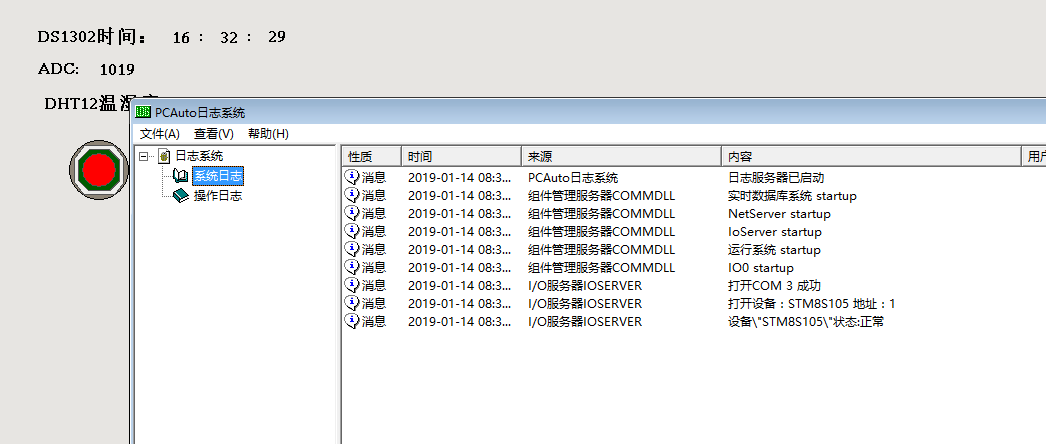 DS1302时间： 16 : 32 : 29
ADC: 1019
DHT12温湿
PCAuto日志系统
文件(A) 查看(V) 帮助(H)
日志系统
系统日志
操作日志
性质 时间 来源 内容 用户
消息 2019-01-14 08:3... PCAuto日志系统 日志服务器已启动
消息 2019-01-14 08:3... 组件管理服务器COMMDLL 实时数据库系统 startup
消息 2019-01-14 08:3... 组件管理服务器COMMDLL NetServer startup
消息 2019-01-14 08:3... 组件管理服务器COMMDLL IoServer startup
消息 2019-01-14 08:3... 组件管理服务器COMMDLL 运行系统 startup
消息 2019-01-14 08:3... 组件管理服务器COMMDLL IO0 startup
消息 2019-01-14 08:3... I/O服务器IOSERVER 打开COM 3 成功
消息 2019-01-14 08:3... I/O服务器IOSERVER 打开设备：STM8S105 地址：1
消息 2019-01-14 08:3... I/O服务器IOSERVER 设备\"STM8S105\"状态:正常